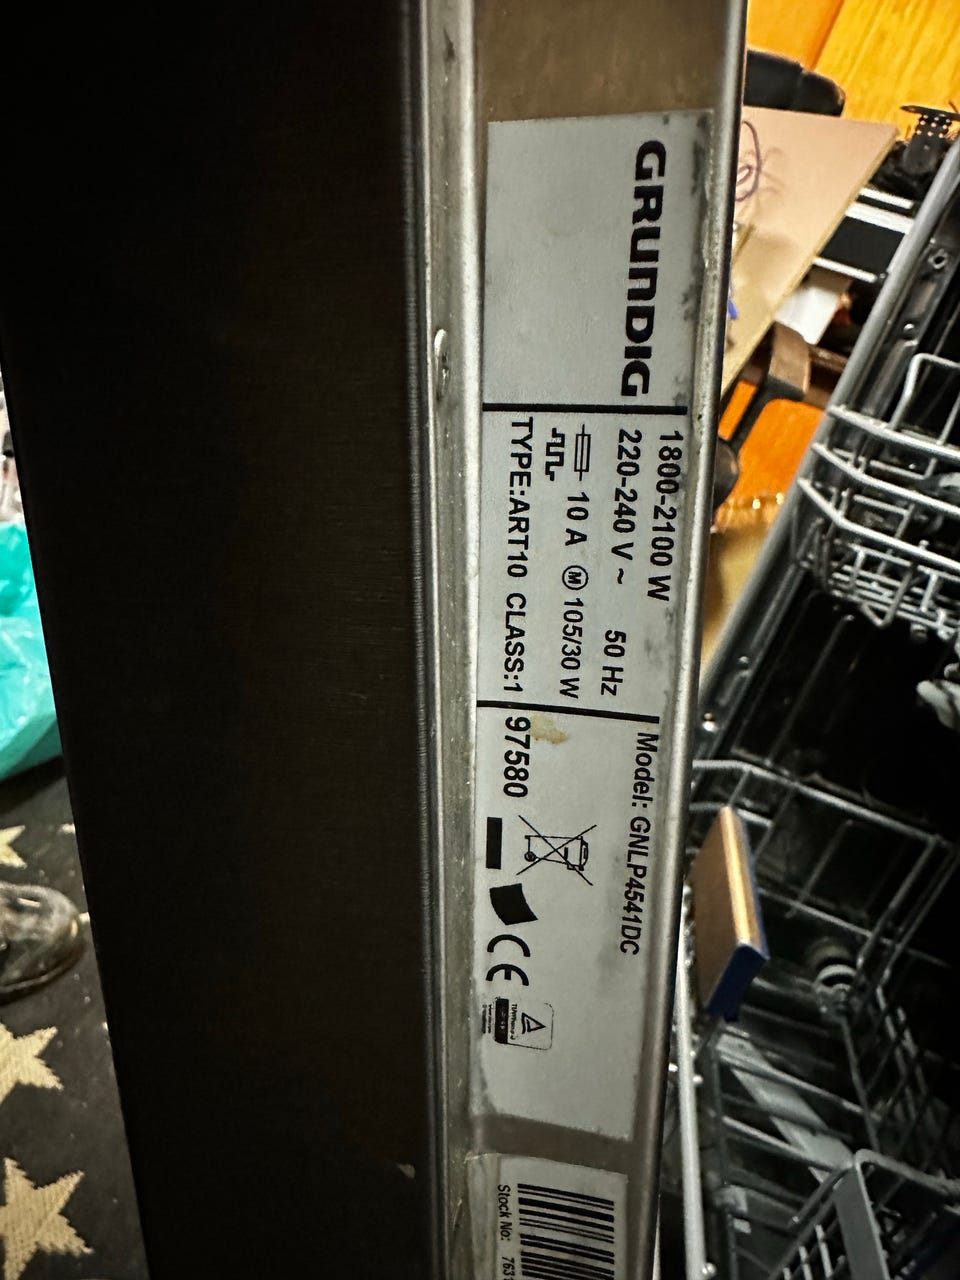 GRUNDIG
1800-2100 W
220-240 V ~ 50 Hz
10 A M 105/30 W
TYPE:ART10 CLASS:1
Model: GNLP4541DC
97580
CE
Stock No: 763